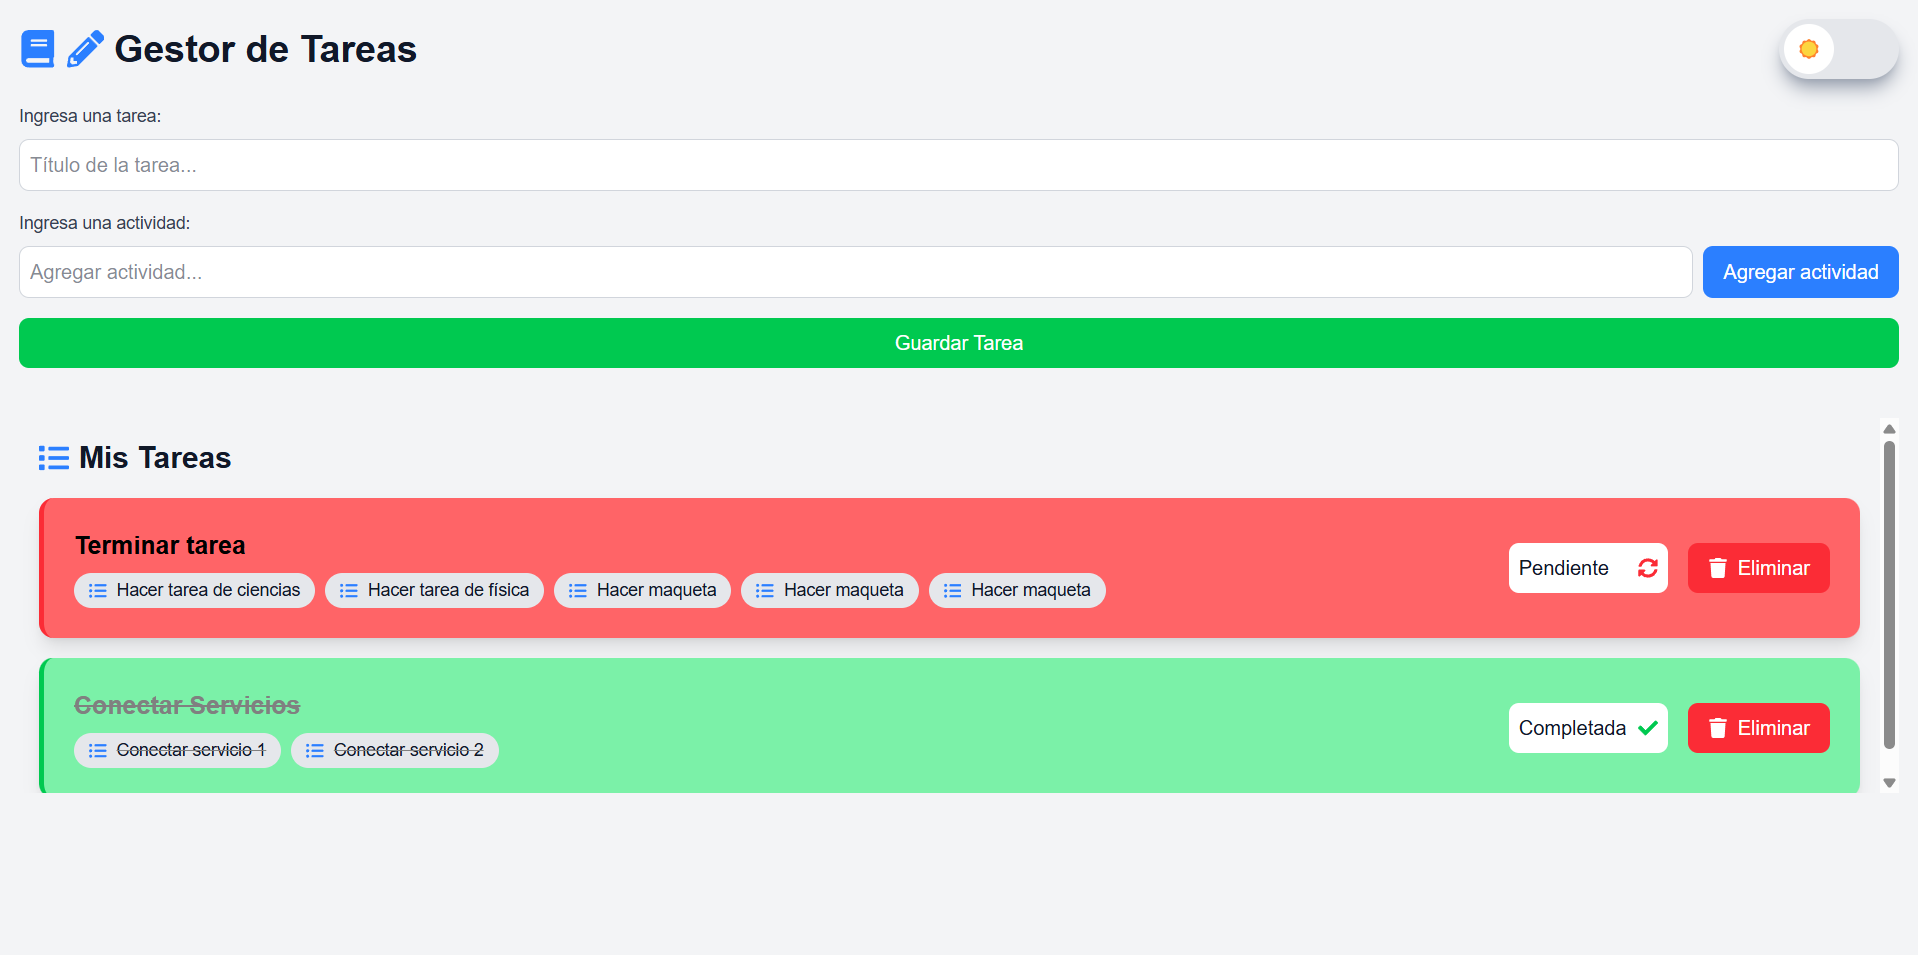 Gestor de Tareas
Ingresa una tarea:
Título de la tarea...
Ingresa una actividad:
Agregar actividad...
Agregar actividad
Guardar Tarea
Mis Tareas
Terminar tarea
Hacer tarea de ciencias
Hacer tarea de física
Hacer maqueta
Hacer maqueta
Hacer maqueta
Pendiente
Eliminar
Conectar Servicios
Conectar servicio 1
Conectar servicio 2
Completada
Eliminar